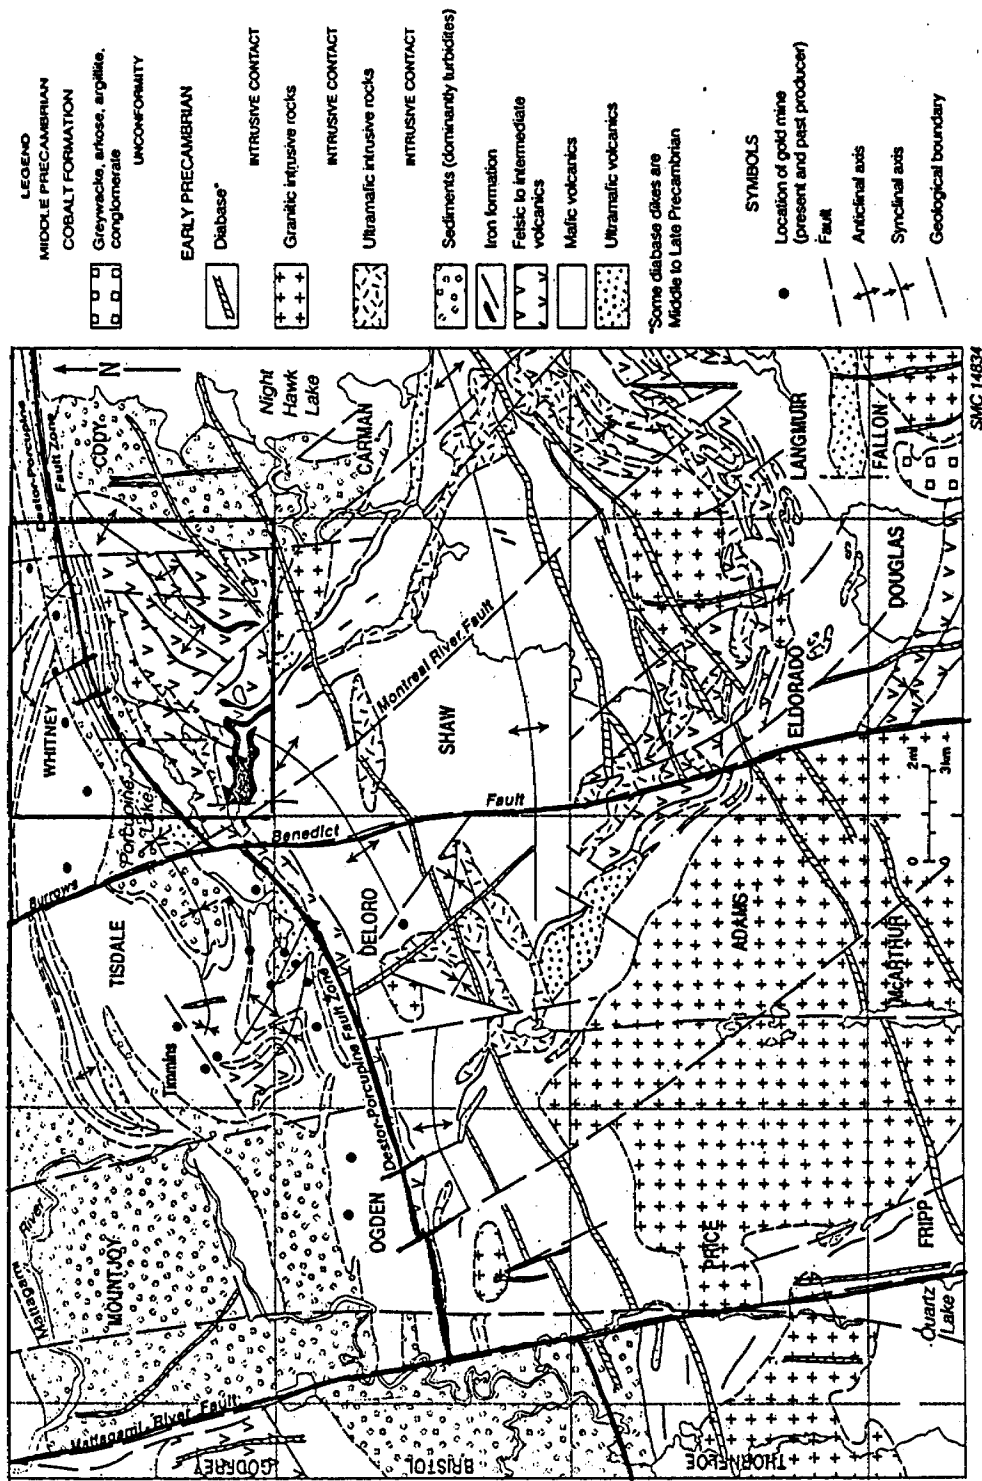 LEGEND
MIDDLE PRECAMBRIAN
COBALT FORMATION
Greywacke, arkose, argillite,
conglomerate
UNCONFORMITY
EARLY PRECAMBRIAN
Diabase*
INTRUSIVE CONTACT
Granitic intrusive rocks
INTRUSIVE CONTACT
Ultramafic intrusive rocks
INTRUSIVE CONTACT
Sediments (dominantly turbidites)
Iron formation
Felsic to intermediate
volcanics
Mafic volcanics
Ultramafic volcanics
*Some diabase dikes are
Middle to Late Precambrian
SYMBOLS
Location of gold mine
(present and past producer)
Fault
Anticlinal axis
Synclinal axis
Geological boundary
SMC 14834
N
Destor-Porcupine
Fault Zone
CODY
Night
Hawk
Lake
CARMAN
LANGMUIR
FALLON
WHITNEY
Porcupine
Lake
Montreal River Fault
SHAW
ELDORADO
DOUGLAS
Burrows
Benedict
Fault
2mi
3km
0
0
TISDALE
DELORO
ADAMS
McARTHUR
Timmins
Destor-Porcupine Fault Zone
OGDEN
Mattagami River
MOUNTJOY
PRICE
FRIPP
Quartz
Lake
Mattagami River Fault
GODFREY
BRISTOL
THORNELOE